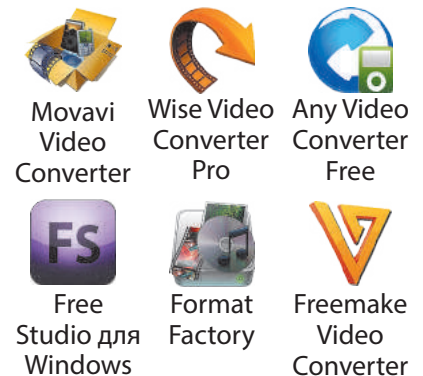 Movavi
Video
Converter
Wise Video
Converter
Pro
Any Video
Converter
Free
FS
Free
Studio для
Windows
Format
Factory
Freemake
Video
Converter